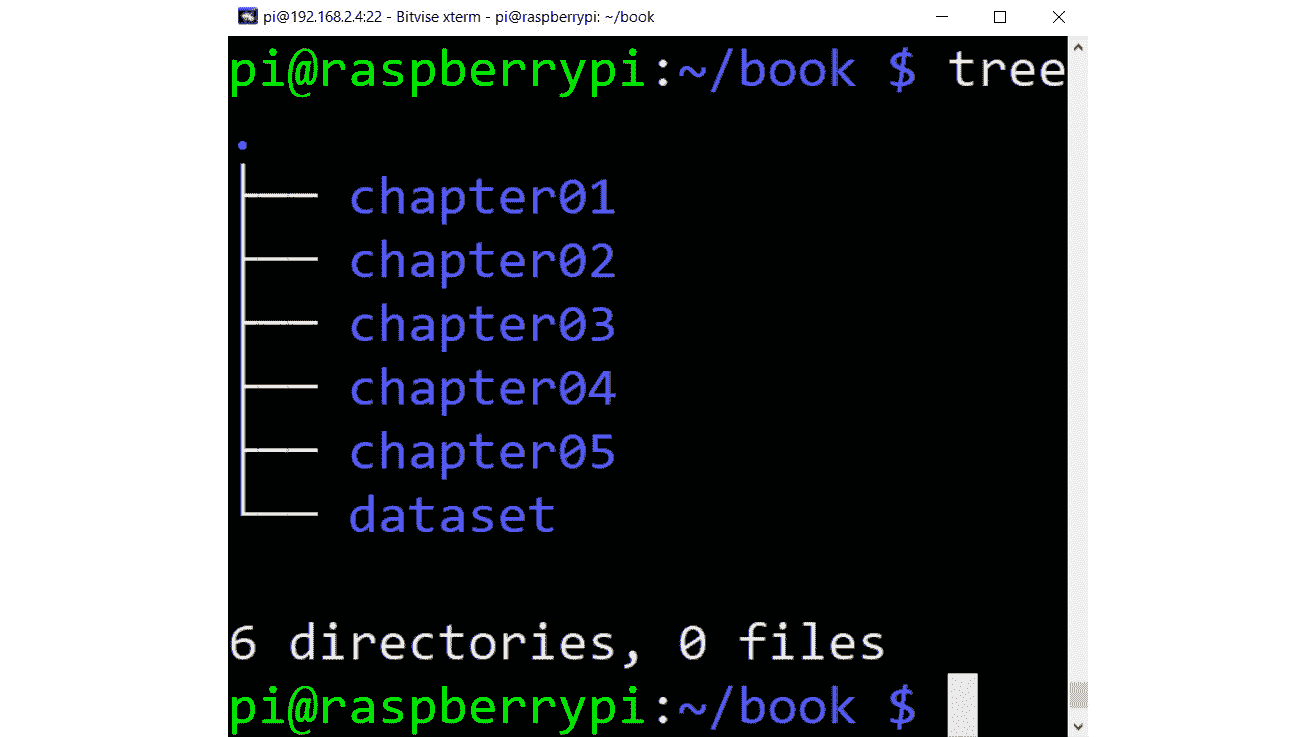 pi@192.168.2.4:22 - Bitvise xterm - pi@raspberrypi: ~/book
pi@raspberrypi:~/book $ tree
.
├── chapter01
├── chapter02
├── chapter03
├── chapter04
├── chapter05
└── dataset
6 directories, 0 files
pi@raspberrypi:~/book $